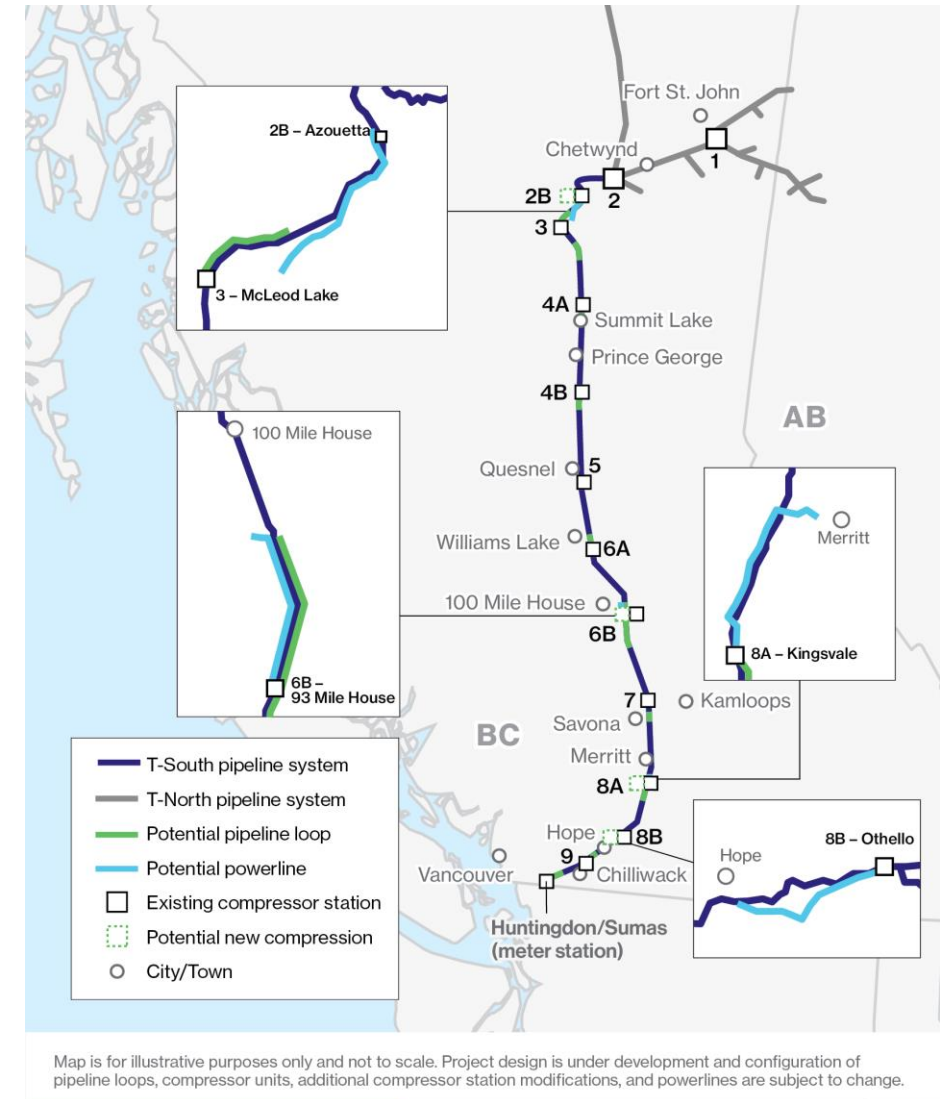 Fort St. John
Chetwynd
1
2
2B
3
4A
Summit Lake
Prince George
4B
AB
Quesnel
5
Williams Lake
6A
100 Mile House
6B
7
Kamloops
Savona
BC
Merritt
8A
Hope
8B
9
Vancouver
Chilliwack
Huntingdon/Sumas
(meter station)
2B – Azouetta
3 – McLeod Lake
100 Mile House
6B –
93 Mile House
Merritt
8A – Kingsvale
8B – Othello
Hope
T-South pipeline system
T-North pipeline system
Potential pipeline loop
Potential powerline
Existing compressor station
Potential new compression
City/Town
Map is for illustrative purposes only and not to scale. Project design is under development and configuration of
pipeline loops, compressor units, additional compressor station modifications, and powerlines are subject to change.